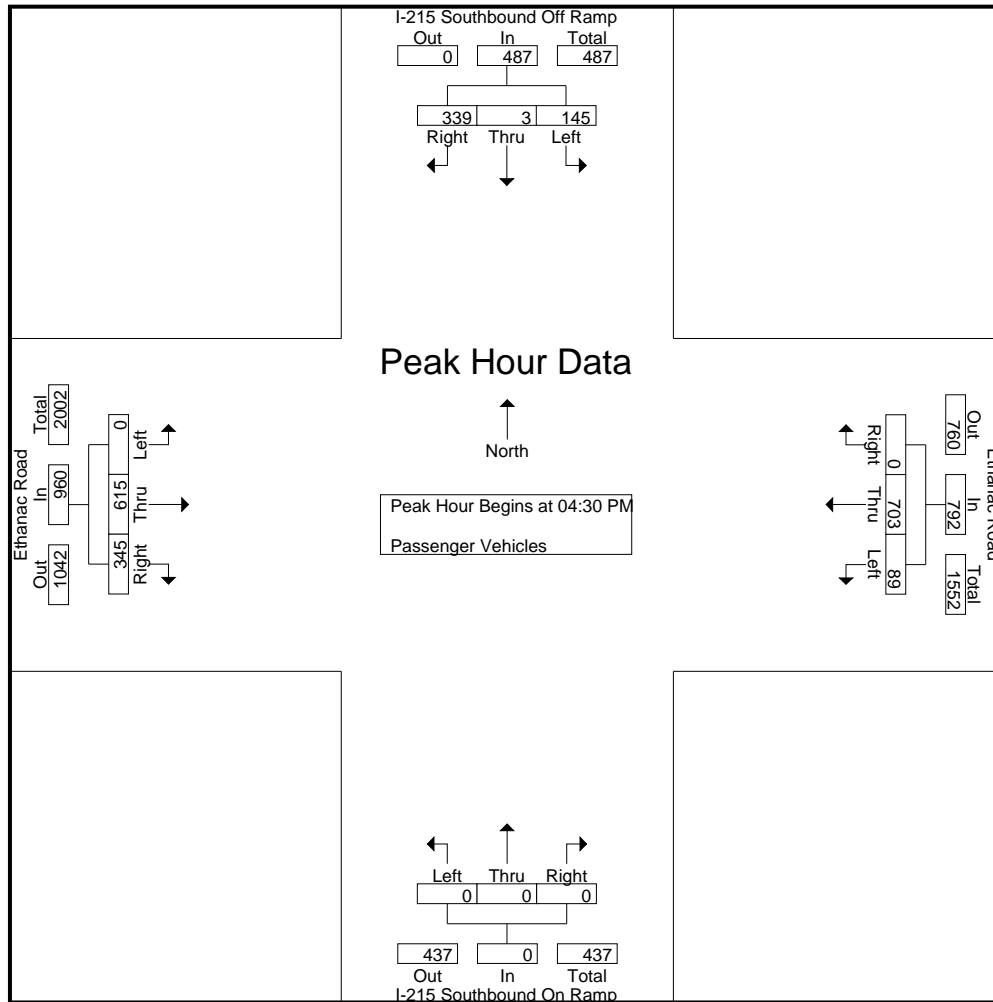 I-215 Southbound Off Ramp
Out In Total
0 487 487
339 3 145
Right Thru Left
Peak Hour Data
North
Peak Hour Begins at 04:30 PM
Passenger Vehicles
Ethanac Road
Out In Total
1042 960 2002
0 615 345
Left Thru Right
Ethanac Road
Out In Total
760 792 1552
0 703 89
Right Thru Left
Left Thru Right
0 0 0
437 0 437
Out In Total
I-215 Southbound On Ramp